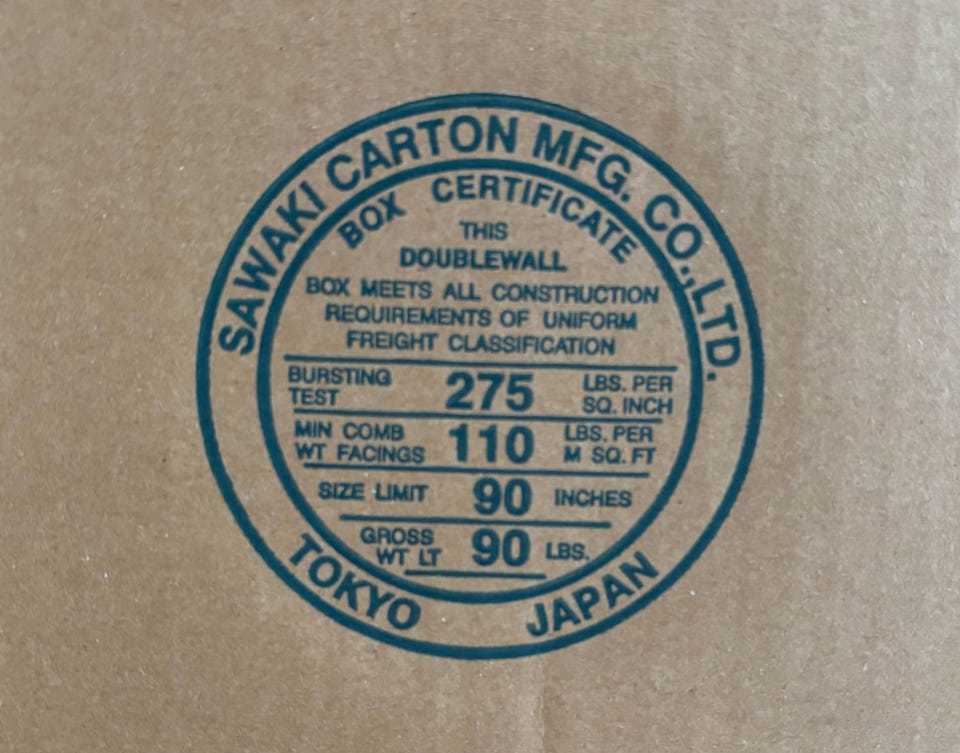 SAWAKI CARTON MFG. CO.,LTD.
BOX CERTIFICATE
THIS
DOUBLEWALL
BOX MEETS ALL CONSTRUCTION
REQUIREMENTS OF UNIFORM
FREIGHT CLASSIFICATION
BURSTING TEST 275 LBS. PER SQ. INCH
MIN COMB WT FACINGS 110 LBS. PER M SQ. FT
SIZE LIMIT 90 INCHES
GROSS WT LT 90 LBS.
TOKYO JAPAN